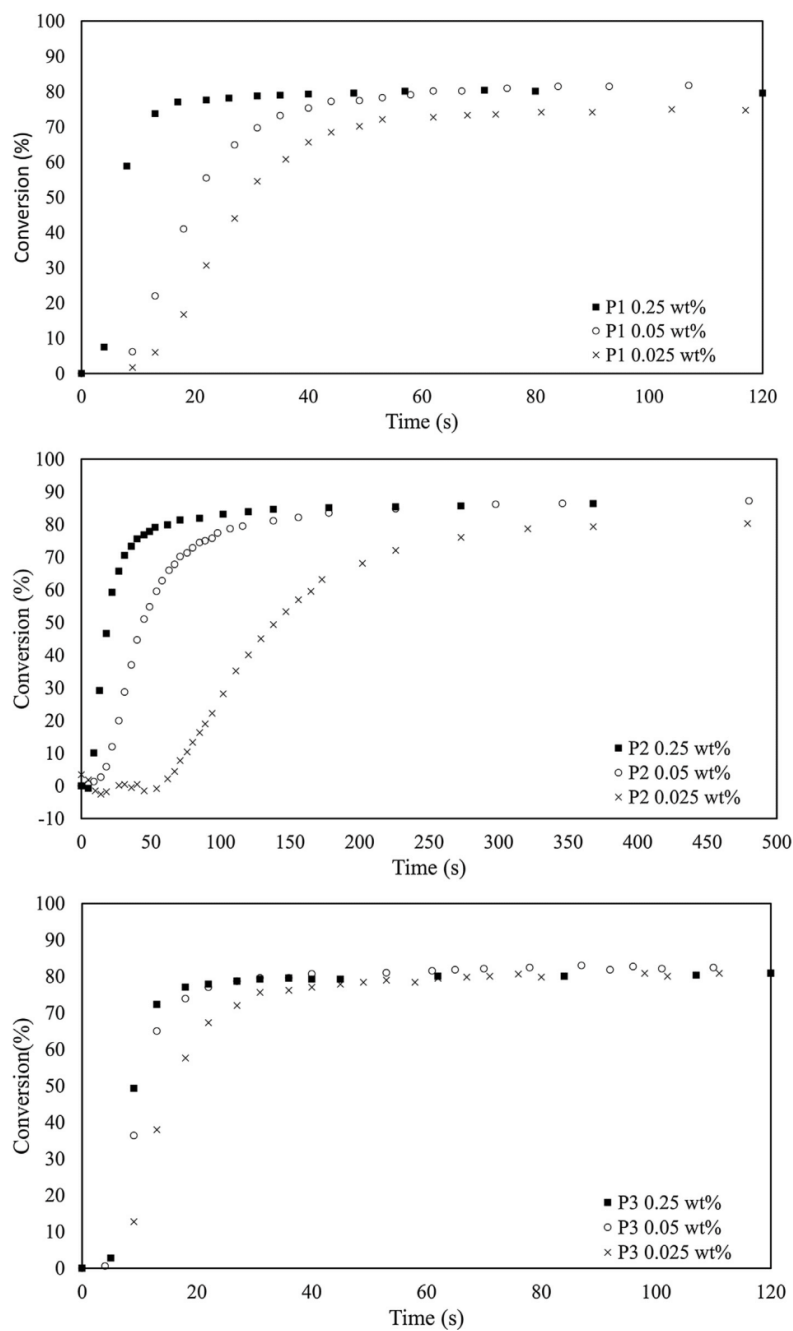 100
90
80
70
60
50
40
30
20
10
0
Conversion (%)
P1 0.25 wt%
P1 0.05 wt%
P1 0.025 wt%
0 20 40 60 80 100 120
Time (s)
100
90
80
70
60
50
40
30
20
10
0
-10
Conversion (%)
P2 0.25 wt%
P2 0.05 wt%
P2 0.025 wt%
0 50 100 150 200 250 300 350 400 450 500
Time (s)
100
90
80
70
60
50
40
30
20
10
0
Conversion(%)
P3 0.25 wt%
P3 0.05 wt%
P3 0.025 wt%
0 20 40 60 80 100 120
Time (s)